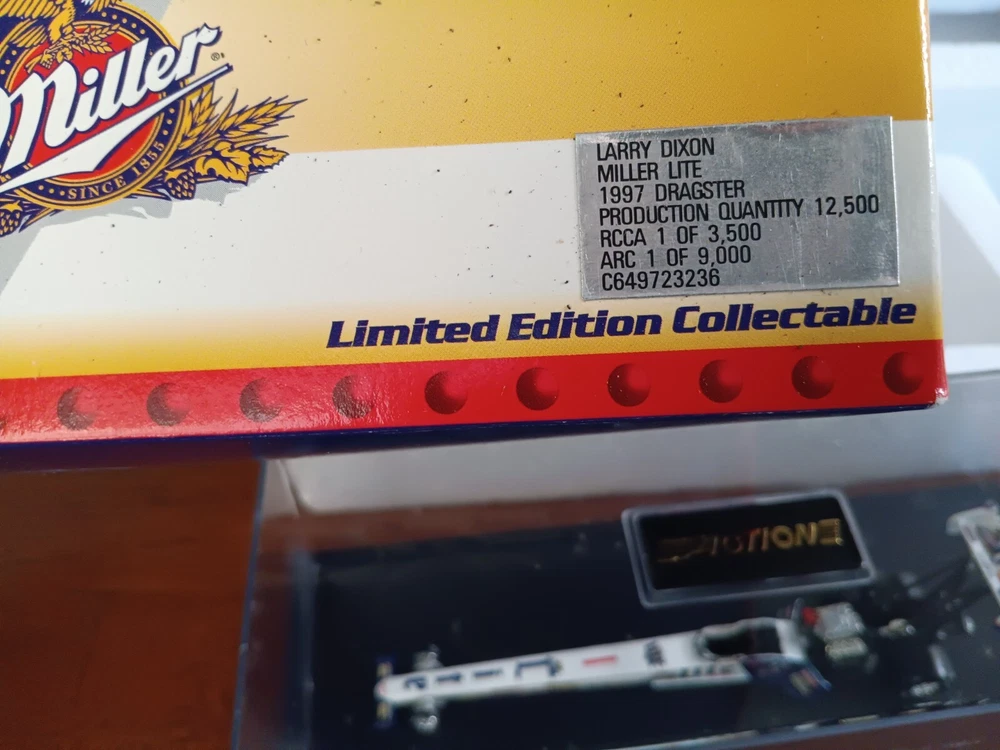 Miller®
SINCE 1855
LARRY DIXON
MILLER LITE
1997 DRAGSTER
PRODUCTION QUANTITY 12,500
RCCA 1 OF 3,500
ARC 1 OF 9,000
C649723236
Limited Edition Collectable
ACTION